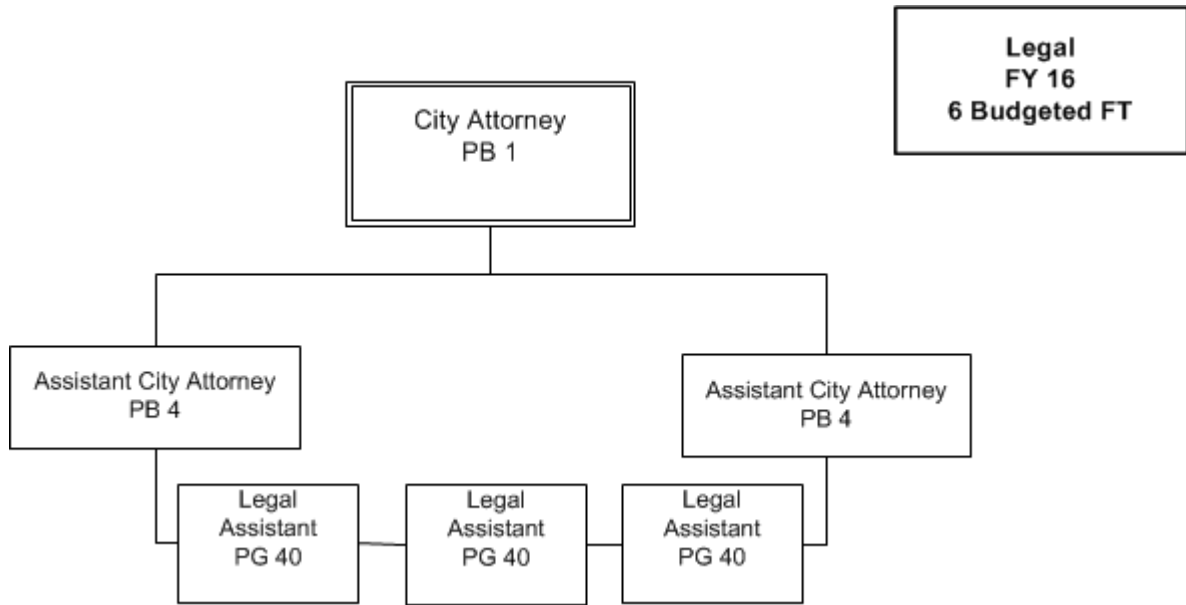 Legal
FY 16
6 Budgeted FT
City Attorney
PB 1
Assistant City Attorney
PB 4
Assistant City Attorney
PB 4
Legal
Assistant
PG 40
Legal
Assistant
PG 40
Legal
Assistant
PG 40